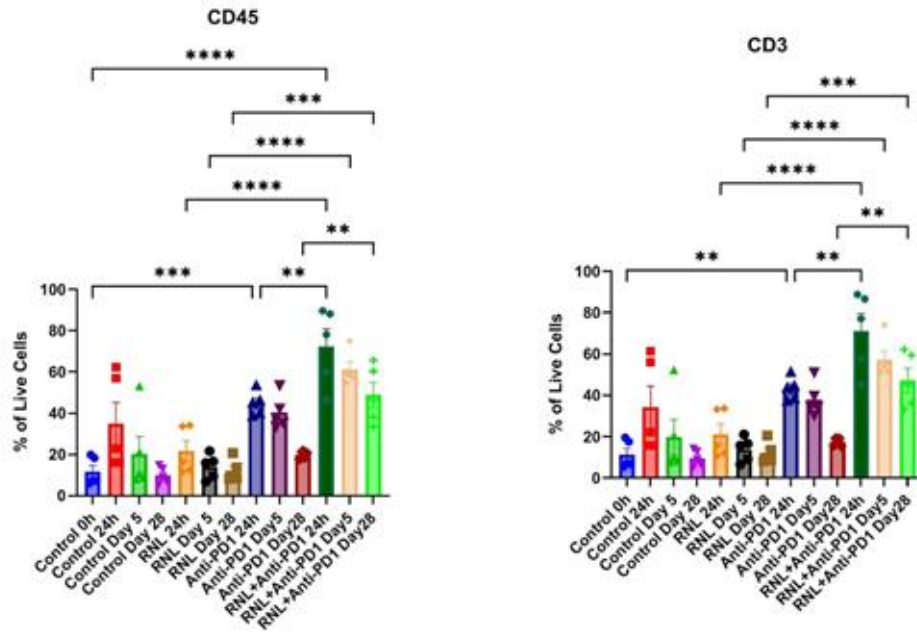 CD45
****
***
****
****
**
***
**
% of Live Cells
100
80
60
40
20
0
Control 0h
Control 24h
Control Day 5
Control Day 28
RNL 24h
RNL Day 5
RNL Day 28
Anti-PD1 24h
Anti-PD1 Day5
Anti-PD1 Day28
RNL+Anti-PD1 24h
RNL+Anti-PD1 Day5
RNL+Anti-PD1 Day28
CD3
***
****
****
**
**
**
% of Live Cells
100
80
60
40
20
0
Control 0h
Control 24h
Control Day 5
Control Day 28
RNL 24h
RNL Day 5
RNL Day 28
Anti-PD1 24h
Anti-PD1 Day5
Anti-PD1 Day28
RNL+Anti-PD1 24h
RNL+Anti-PD1 Day5
RNL+Anti-PD1 Day28